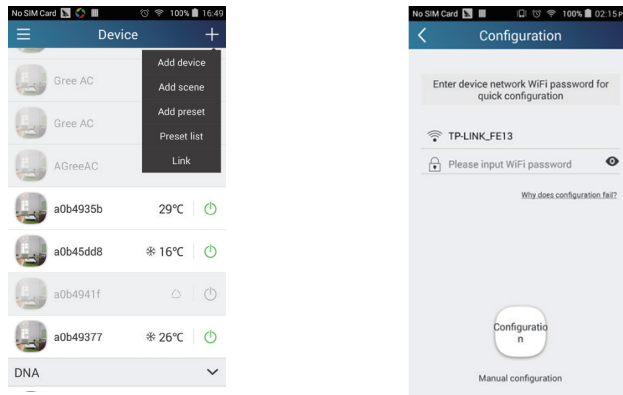 No SIM Card 100% 16:49
Device
Add device
Gree AC
Add scene
Add preset
Gree AC
Preset list
AGreeAC
Link
a0b4935b 29℃
a0b45dd8 16℃
a0b4941f
a0b49377 26℃
DNA
No SIM Card 100% 02:15 P
Configuration
Enter device network WiFi password for
quick configuration
TP-LINK_FE13
Please input WiFi password
Why does configuration fail?
Configuratio
n
Manual configuration